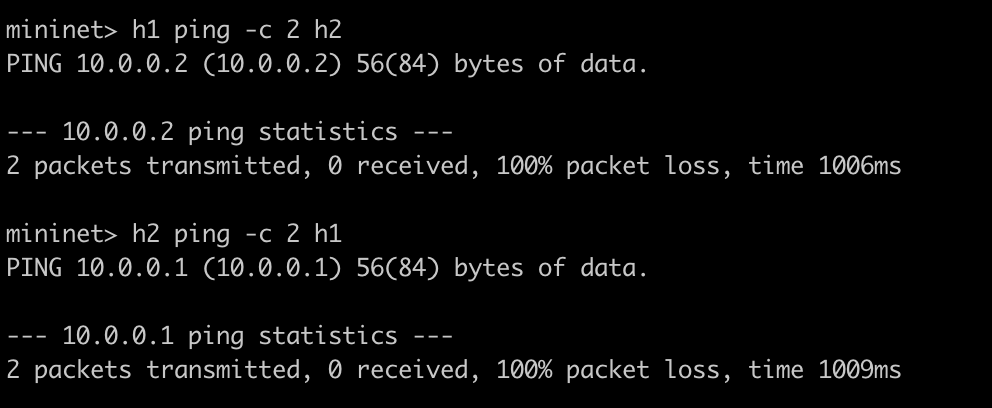 mininet> h1 ping -c 2 h2
PING 10.0.0.2 (10.0.0.2) 56(84) bytes of data.
--- 10.0.0.2 ping statistics ---
2 packets transmitted, 0 received, 100% packet loss, time 1006ms
mininet> h2 ping -c 2 h1
PING 10.0.0.1 (10.0.0.1) 56(84) bytes of data.
--- 10.0.0.1 ping statistics ---
2 packets transmitted, 0 received, 100% packet loss, time 1009ms